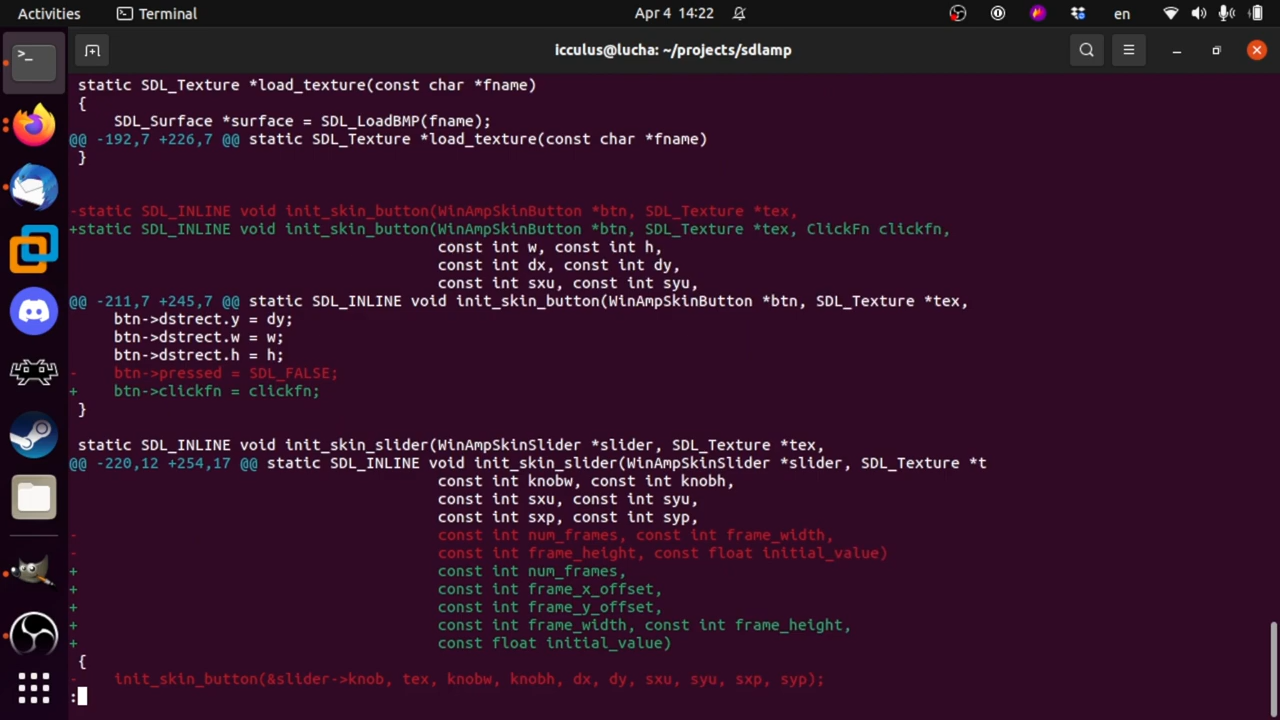 Activities Terminal Apr 4 14:22 en
icculus@lucha: ~/projects/sdlamp
static SDL_Texture *load_texture(const char *fname)
{
    SDL_Surface *surface = SDL_LoadBMP(fname);
@@ -192,7 +226,7 @@ static SDL_Texture *load_texture(const char *fname)
 }
-static SDL_INLINE void init_skin_button(WinAmpSkinButton *btn, SDL_Texture *tex,
+static SDL_INLINE void init_skin_button(WinAmpSkinButton *btn, SDL_Texture *tex, ClickFn clickfn,
                                         const int w, const int h,
                                         const int dx, const int dy,
                                         const int sxu, const int syu,
@@ -211,7 +245,7 @@ static SDL_INLINE void init_skin_button(WinAmpSkinButton *btn, SDL_Texture *tex,
     btn->dstrect.y = dy;
     btn->dstrect.w = w;
     btn->dstrect.h = h;
-    btn->pressed = SDL_FALSE;
+    btn->clickfn = clickfn;
 }
 static SDL_INLINE void init_skin_slider(WinAmpSkinSlider *slider, SDL_Texture *tex,
@@ -220,12 +254,17 @@ static SDL_INLINE void init_skin_slider(WinAmpSkinSlider *slider, SDL_Texture *t
                                         const int knobw, const int knobh,
                                         const int sxu, const int syu,
                                         const int sxp, const int syp,
-                                        const int num_frames, const int frame_width,
-                                        const int frame_height, const float initial_value)
+                                        const int num_frames,
+                                        const int frame_x_offset,
+                                        const int frame_y_offset,
+                                        const int frame_width, const int frame_height,
+                                        const float initial_value)
 {
-    init_skin_button(&slider->knob, tex, knobw, knobh, dx, dy, sxu, syu, sxp, syp);
: